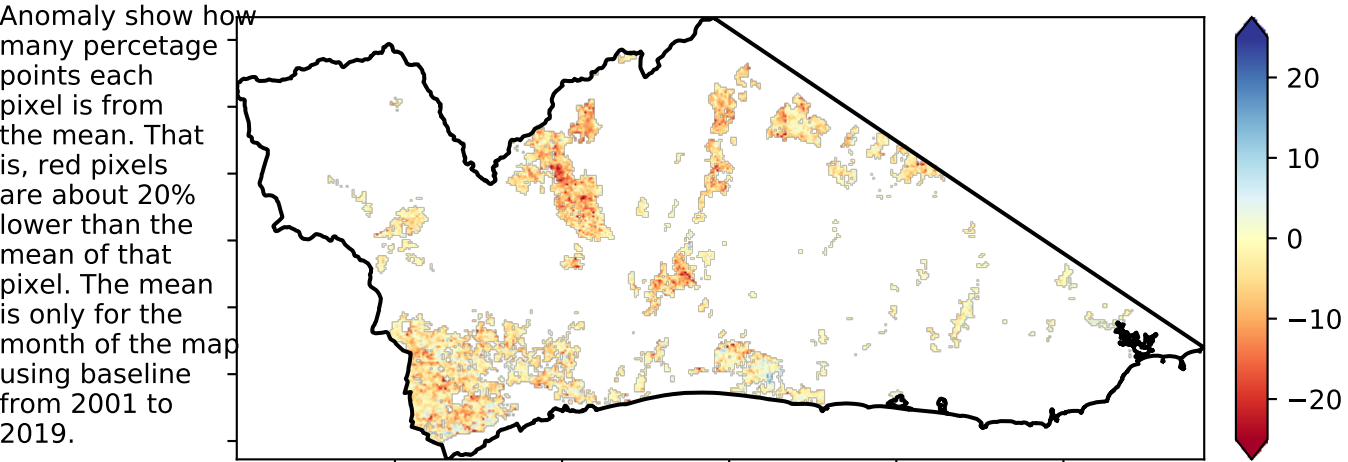 Anomaly show how
many percetage
points each
pixel is from
the mean. That
is, red pixels
are about 20%
lower than the
mean of that
pixel. The mean
is only for the
month of the map
using baseline
from 2001 to
2019.
20
10
0
−10
−20